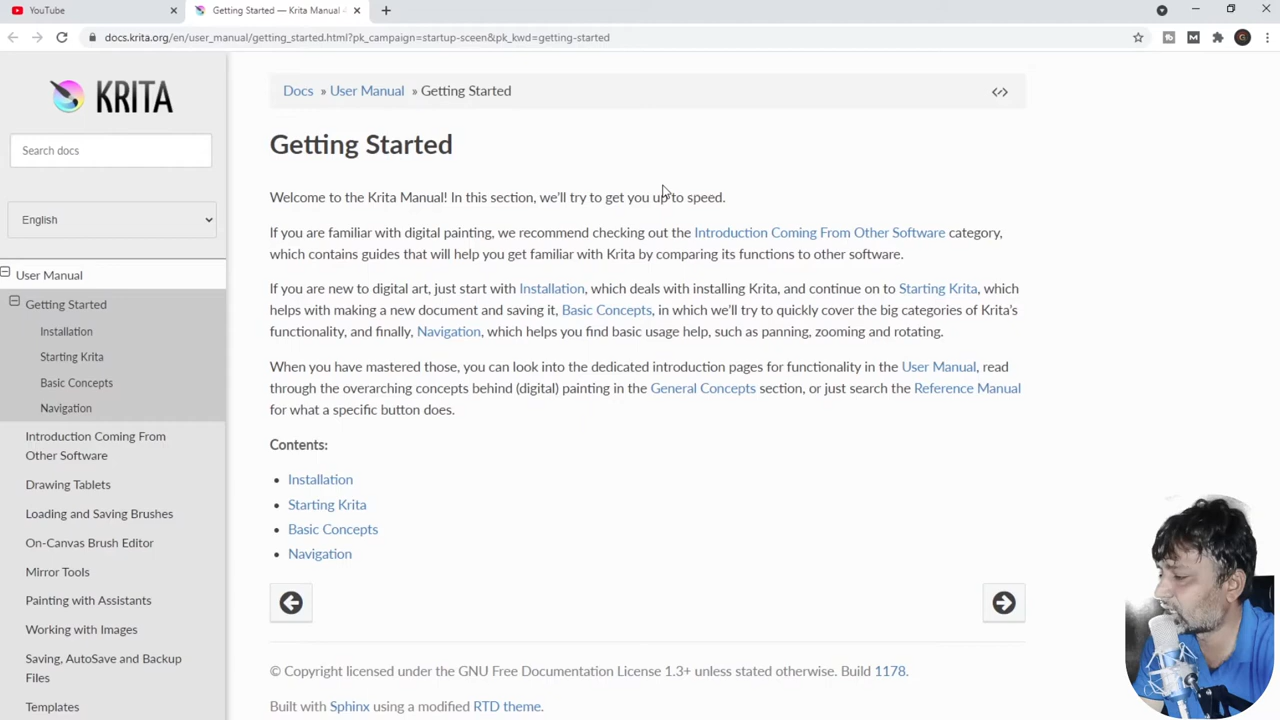 YouTube
Getting Started — Krita Manual
docs.krita.org/en/user_manual/getting_started.html?pk_campaign=startup-sceen&pk_kwd=getting-started
KRITA
Search docs
English
User Manual
Getting Started
Installation
Starting Krita
Basic Concepts
Navigation
Introduction Coming From
Other Software
Drawing Tablets
Loading and Saving Brushes
On-Canvas Brush Editor
Mirror Tools
Painting with Assistants
Working with Images
Saving, AutoSave and Backup
Files
Templates
Docs » User Manual » Getting Started
Getting Started
Welcome to the Krita Manual! In this section, we’ll try to get you up to speed.
If you are familiar with digital painting, we recommend checking out the Introduction Coming From Other Software category,
which contains guides that will help you get familiar with Krita by comparing its functions to other software.
If you are new to digital art, just start with Installation, which deals with installing Krita, and continue on to Starting Krita, which
helps with making a new document and saving it, Basic Concepts, in which we’ll try to quickly cover the big categories of Krita’s
functionality, and finally, Navigation, which helps you find basic usage help, such as panning, zooming and rotating.
When you have mastered those, you can look into the dedicated introduction pages for functionality in the User Manual, read
through the overarching concepts behind (digital) painting in the General Concepts section, or just search the Reference Manual
for what a specific button does.
Contents:
• Installation
• Starting Krita
• Basic Concepts
• Navigation
© Copyright licensed under the GNU Free Documentation License 1.3+ unless stated otherwise. Build 1178.
Built with Sphinx using a modified RTD theme.